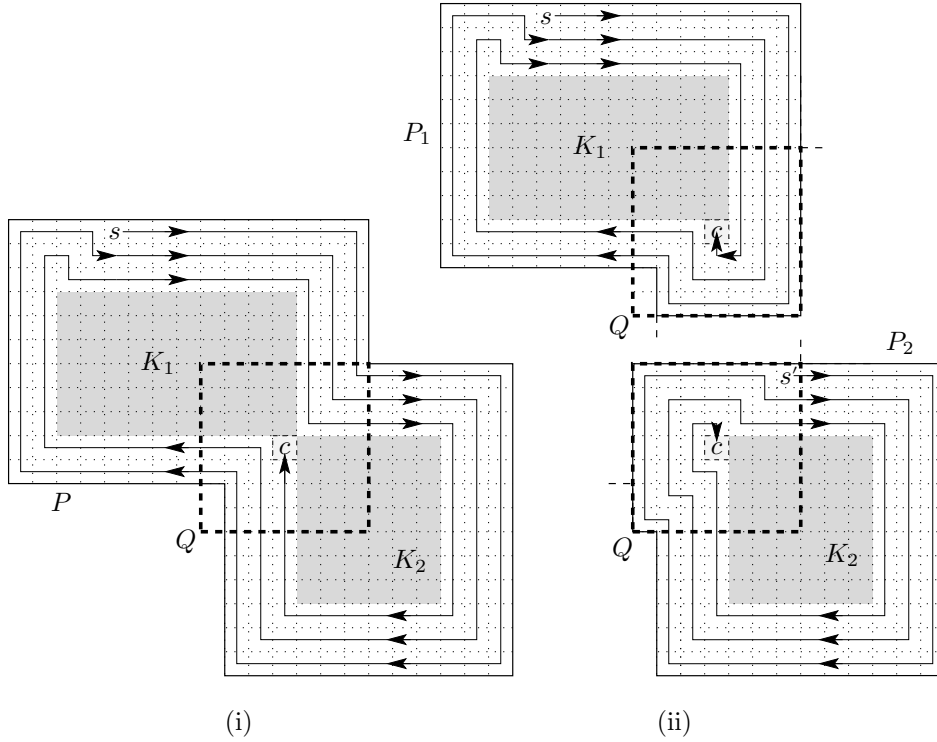 s
P₁
K₁
c
Q
s
K₁
P₂
s′
c
c
P
Q
Q
K₂
K₂
(i)
(ii)